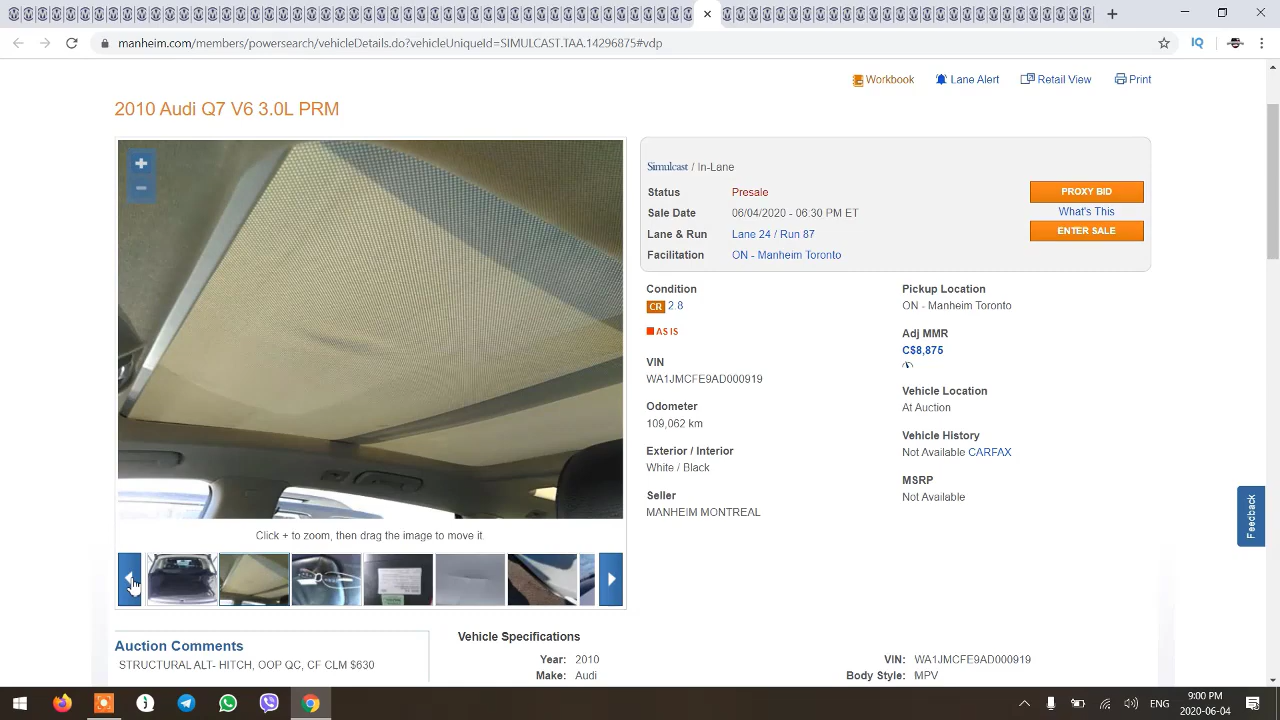 manheim.com/members/powersearch/vehicleDetails.do?vehicleUniqueId=SIMULCAST.TAA.14296875#vdp
IQ
Workbook
Lane Alert
Retail View
Print
2010 Audi Q7 V6 3.0L PRM
Simulcast / In-Lane
Status Presale
Sale Date 06/04/2020 - 06:30 PM ET
Lane & Run Lane 24 / Run 87
Facilitation ON - Manheim Toronto
PROXY BID
What's This
ENTER SALE
Condition
CR 2.8
AS IS
VIN
WA1JMCFE9AD000919
Odometer
109,062 km
Exterior / Interior
White / Black
Seller
MANHEIM MONTREAL
Pickup Location
ON - Manheim Toronto
Adj MMR
C$8,875
Vehicle Location
At Auction
Vehicle History
Not Available CARFAX
MSRP
Not Available
Feedback
Click + to zoom, then drag the image to move it.
Auction Comments
STRUCTURAL ALT- HITCH, OOP QC, CF CLM $630
Vehicle Specifications
Year: 2010
Make: Audi
VIN: WA1JMCFE9AD000919
Body Style: MPV
ENG
9:00 PM
2020-06-04